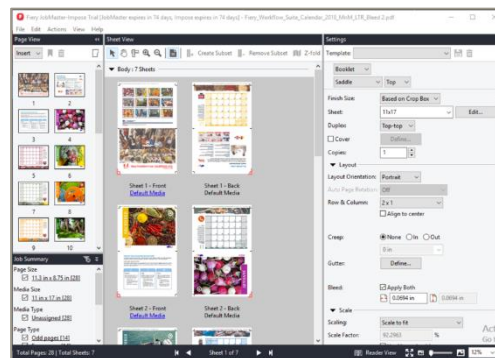 Fiery JobMaster-Impose Trial [JobMaster expires in 74 days, Impose expires in 74 days] - Fiery_Workflow_Suite_Calendar_2018_MoM_LTR_Bleed 2.pdf
File Edit Actions View Help
Page View
Sheet View
Settings
Insert
Create Subset
Remove Subset
Z-fold
Template:
Body : 7 Sheets
Booklet
Saddle
Top
Finish Size:
Based on Crop Box
Sheet:
11x17
Edit...
Duplex
Top-top
Cover
Define...
Copies:
1
Layout
Layout Orientation:
Portrait
Auto Page Rotation:
Off
Row & Column:
2 x 1
Align to center
Creep:
None In Out
0 in
Gutter:
Define...
Bleed:
Apply Both
0.0694 in
0.0694 in
Scale
Scaling:
Scale to fit
Scale Factor:
92.2963
%
1
2
3
4
5
6
7
8
9
10
Sheet 1 - Front
Default Media
Sheet 1 - Back
Default Media
Sheet 2 - Front
Default Media
Sheet 2 - Back
Default Media
Job Summary
Page Size
11.3 in x 8.75 in [28]
Media Size
11 in x 17 in [28]
Media Type
Unassigned [28]
Page Type
Odd pages [14]
Total Pages: 28 | Total Sheets: 7
Sheet 1 of 7
Reader View
12%